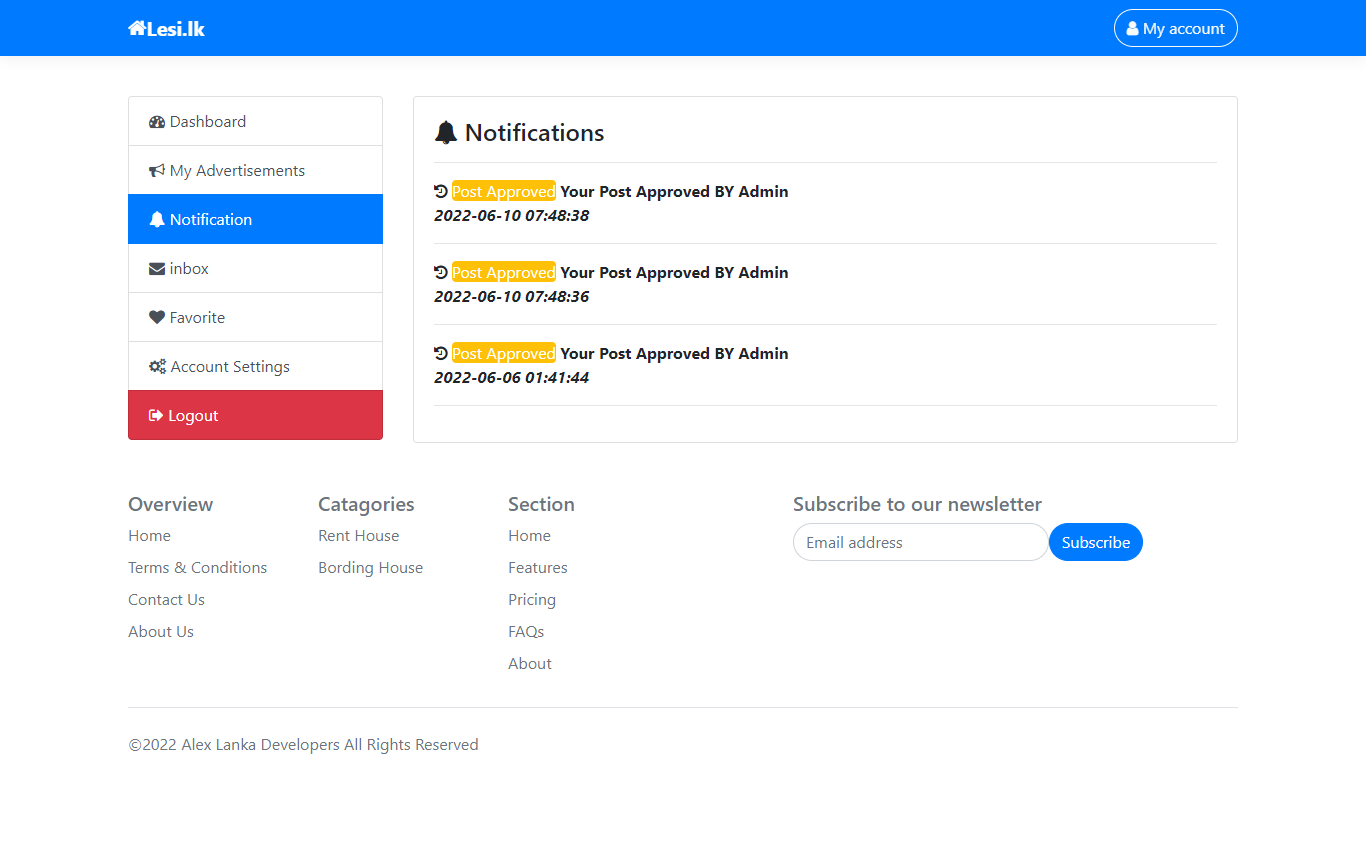 Lesi.lk
My account
Dashboard
My Advertisements
Notification
inbox
Favorite
Account Settings
Logout
Notifications
Post Approved Your Post Approved BY Admin
2022-06-10 07:48:38
Post Approved Your Post Approved BY Admin
2022-06-10 07:48:36
Post Approved Your Post Approved BY Admin
2022-06-06 01:41:44
Overview
Home
Terms & Conditions
Contact Us
About Us
Catagories
Rent House
Bording House
Section
Home
Features
Pricing
FAQs
About
Subscribe to our newsletter
Email address
Subscribe
©2022 Alex Lanka Developers All Rights Reserved